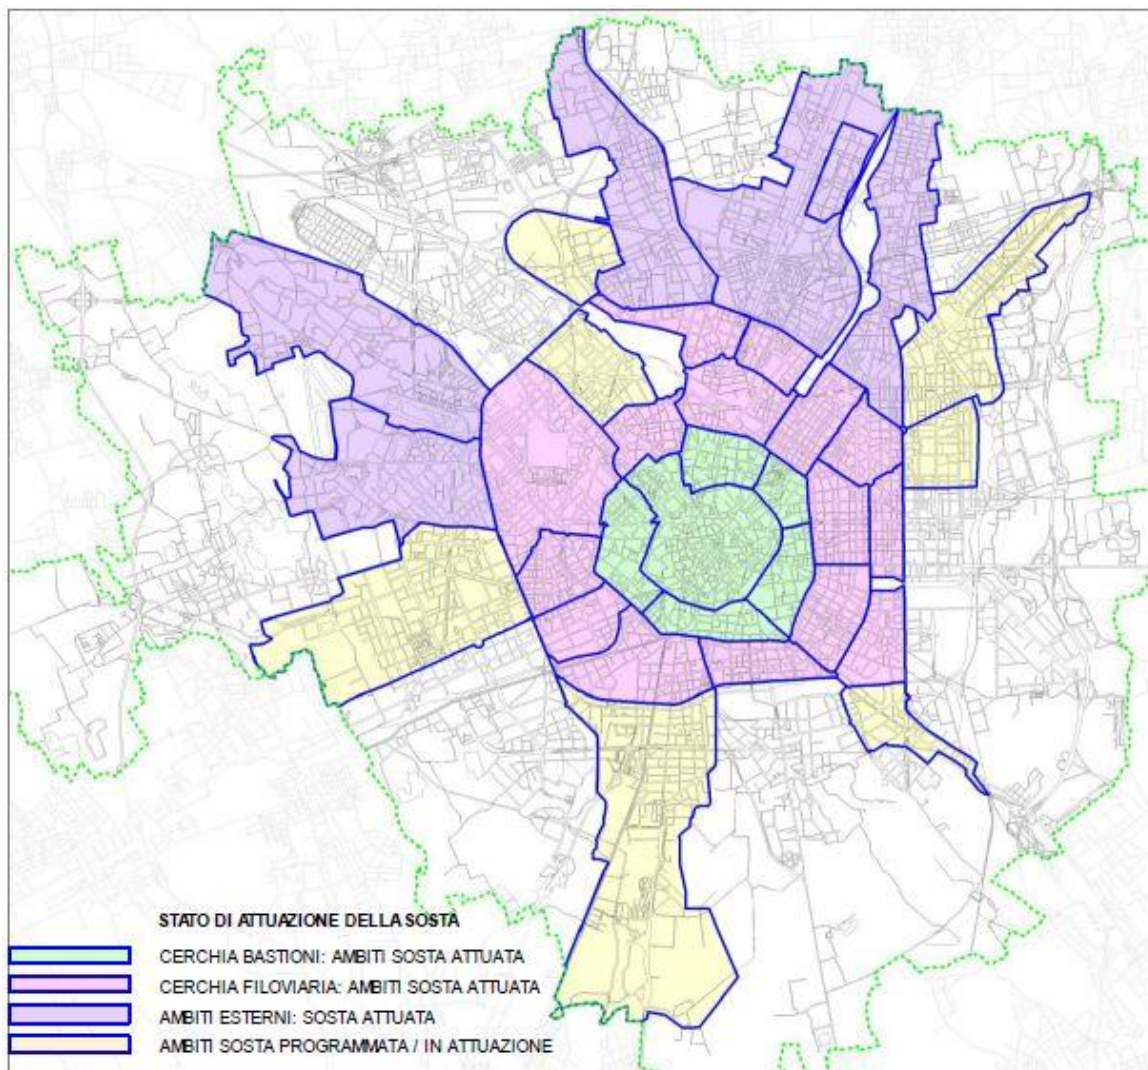 STATO DI ATTUAZIONE DELLA SOSTA
CERCHIA BASTIONI: AMBITI SOSTA ATTUATA
CERCHIA FILOVIARIA: AMBITI SOSTA ATTUATA
AMBITI ESTERNI: SOSTA ATTUATA
AMBITI SOSTA PROGRAMMATA / IN ATTUAZIONE